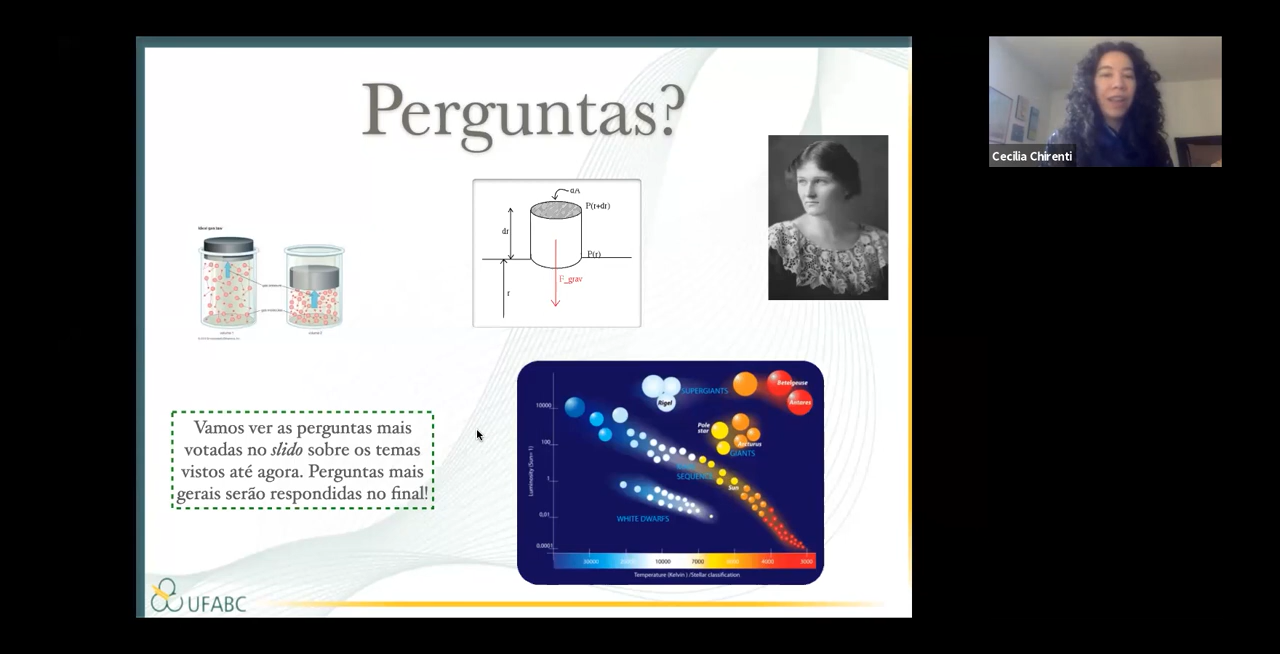 Perguntas?
Cecilia Chirenti
dA
P(r+dr)
dr
P(r)
F_grav
r
Vamos ver as perguntas mais
votadas no slido sobre os temas
vistos até agora. Perguntas mais
gerais serão respondidas no final!
Luminosity (Sun= 1)
10000
100
1
0,01
0.0001
SUPERGIANTS
Rigel
Betelgeuse
Antares
Pole
star
Arcturus
GIANTS
SEQUENCE
Sun
WHITE DWARFS
30000
10000
7000
4000
3000
Temperature (Kelvin ) /Stellar classification
UFABC